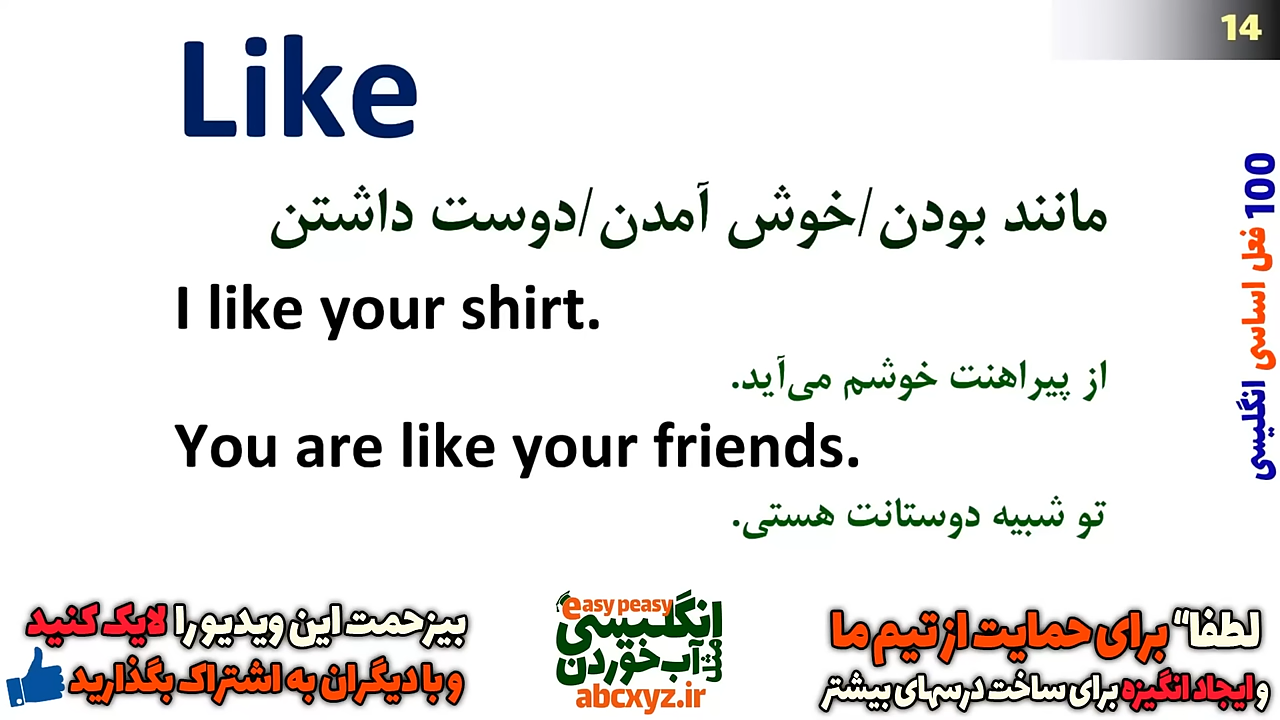 14
Like
مانند بودن/خوش آمدن/دوست داشتن
I like your shirt.
از پیراهنت خوشم می‌آید.
You are like your friends.
تو شبیه دوستانت هستی.
100 فعل اساسی انگلیسی
لطفا" برای حمایت از تیم ما
و ایجاد انگیزه برای ساخت درسهای بیشتر
easy peasy
انگلیسی
مثل آب خوردن
abcxyz.ir
بیزحمت این ویدیو را لایک کنید
و با دیگران به اشتراک بگذارید